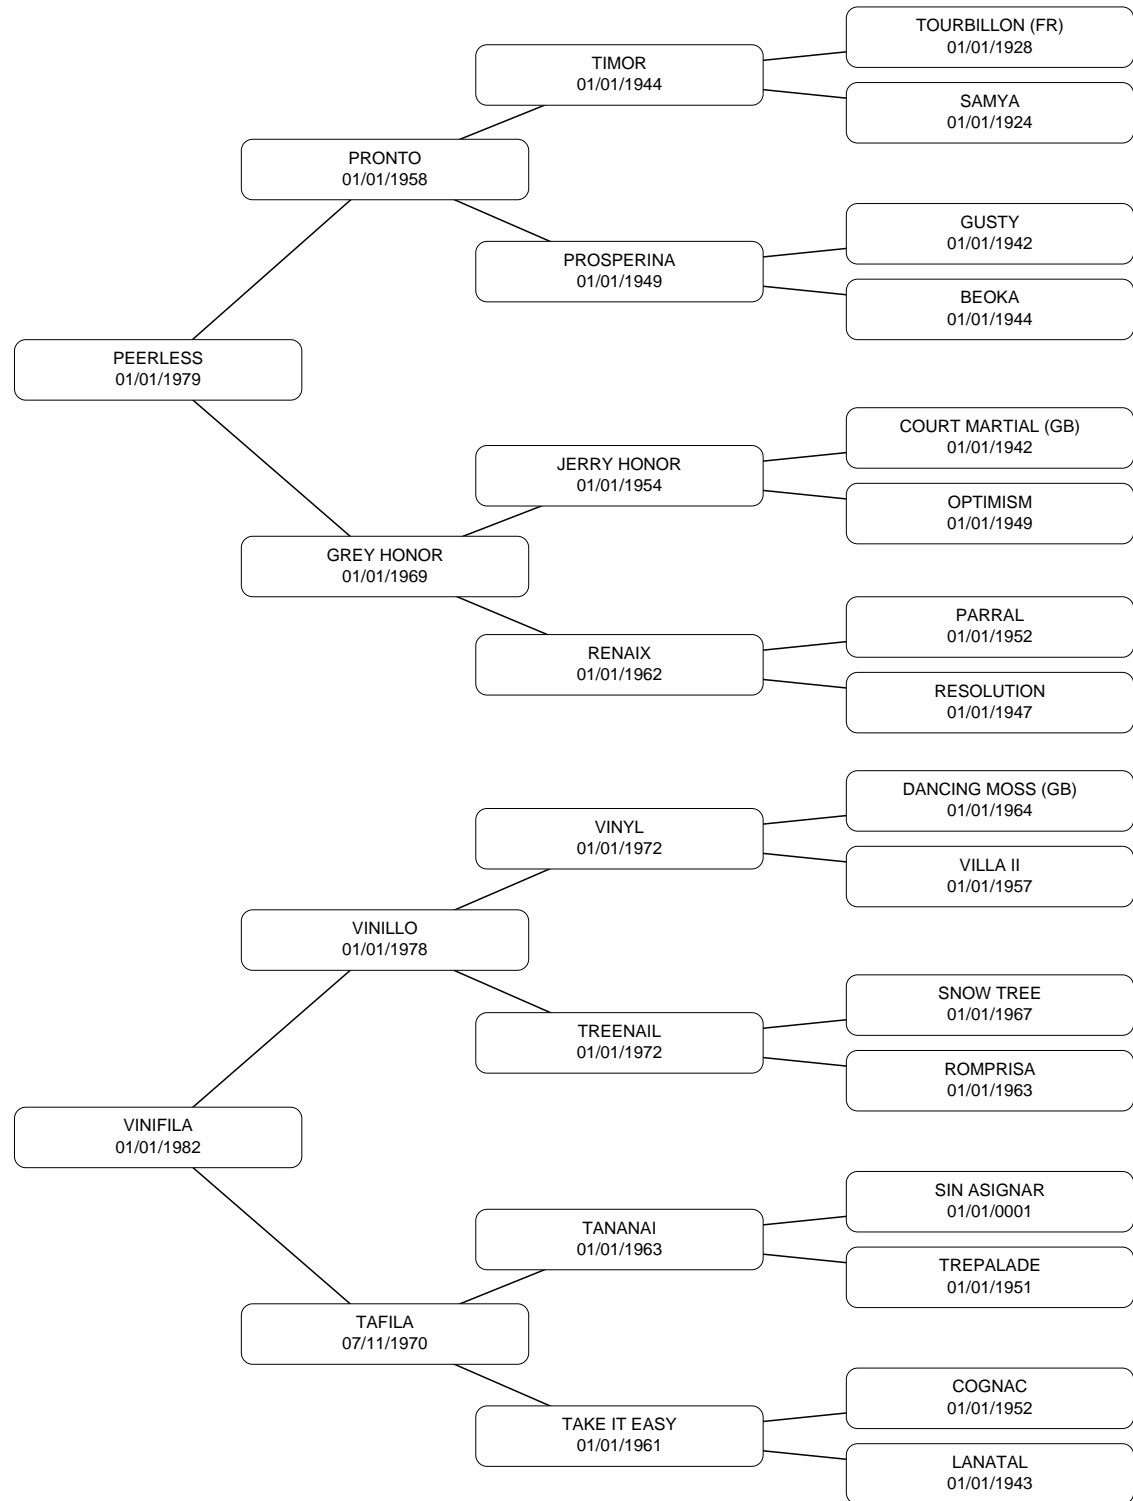 TOURBILLON (FR)
01/01/1928
TIMOR
01/01/1944
SAMYA
01/01/1924
PRONTO
01/01/1958
GUSTY
01/01/1942
PROSPERINA
01/01/1949
BEOKA
01/01/1944
PEERLESS
01/01/1979
COURT MARTIAL (GB)
01/01/1942
JERRY HONOR
01/01/1954
OPTIMISM
01/01/1949
GREY HONOR
01/01/1969
PARRAL
01/01/1952
RENAIX
01/01/1962
RESOLUTION
01/01/1947
DANCING MOSS (GB)
01/01/1964
VINYL
01/01/1972
VILLA II
01/01/1957
VINILLO
01/01/1978
SNOW TREE
01/01/1967
TREENAIL
01/01/1972
ROMPRISA
01/01/1963
VINIFILA
01/01/1982
SIN ASIGNAR
01/01/0001
TANANAI
01/01/1963
TREPALADE
01/01/1951
TAFILA
07/11/1970
COGNAC
01/01/1952
TAKE IT EASY
01/01/1961
LANATAL
01/01/1943